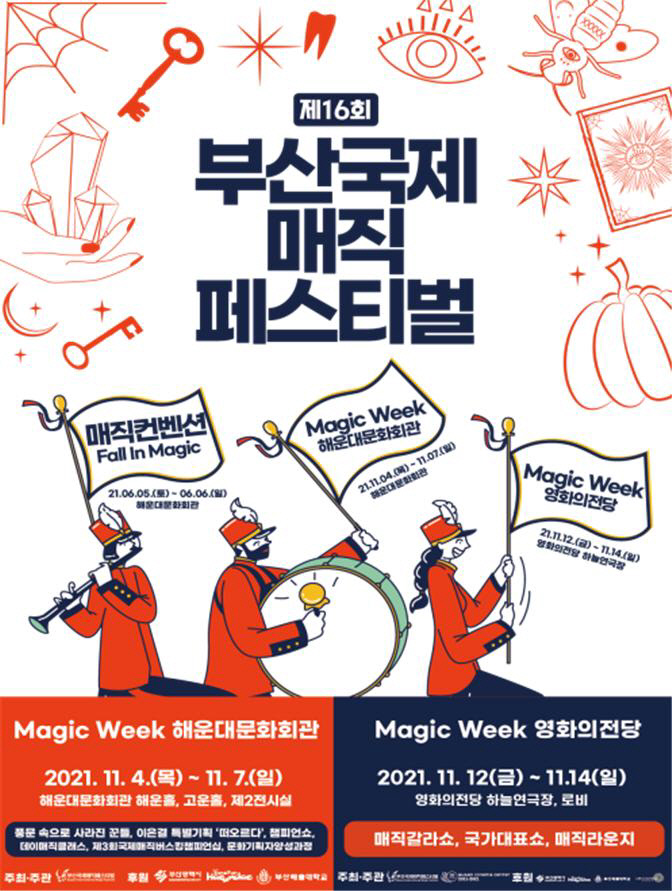 제16회
부산국제
매직
페스티벌
매직컨벤션
Fall In Magic
21.06.05.(토) ~ 06.06.(일)
해운대문화회관
Magic Week
해운대문화회관
21.11.04.(목) ~ 11.07.(일)
해운대문화회관
Magic Week
영화의전당
21.11.12.(금) ~ 11.14.(일)
영화의전당 하늘연극장
Magic Week 해운대문화회관
2021. 11. 4.(목) ~ 11. 7.(일)
해운대문화회관 해운홀, 고운홀, 제2전시실
풍문 속으로 사라진 꾼들, 이은결 특별기획 '떠오르다', 챔피언쇼,
데이매직클래스, 제3회국제매직버스킹챔피언십, 문화기획자양성과정
주최·주관
후원 부산광역시 부산예술대학교
Magic Week 영화의전당
2021. 11. 12(금) ~ 11.14(일)
영화의전당 하늘연극장, 로비
매직갈라쇼, 국가대표쇼, 매직라운지
주최·주관
후원